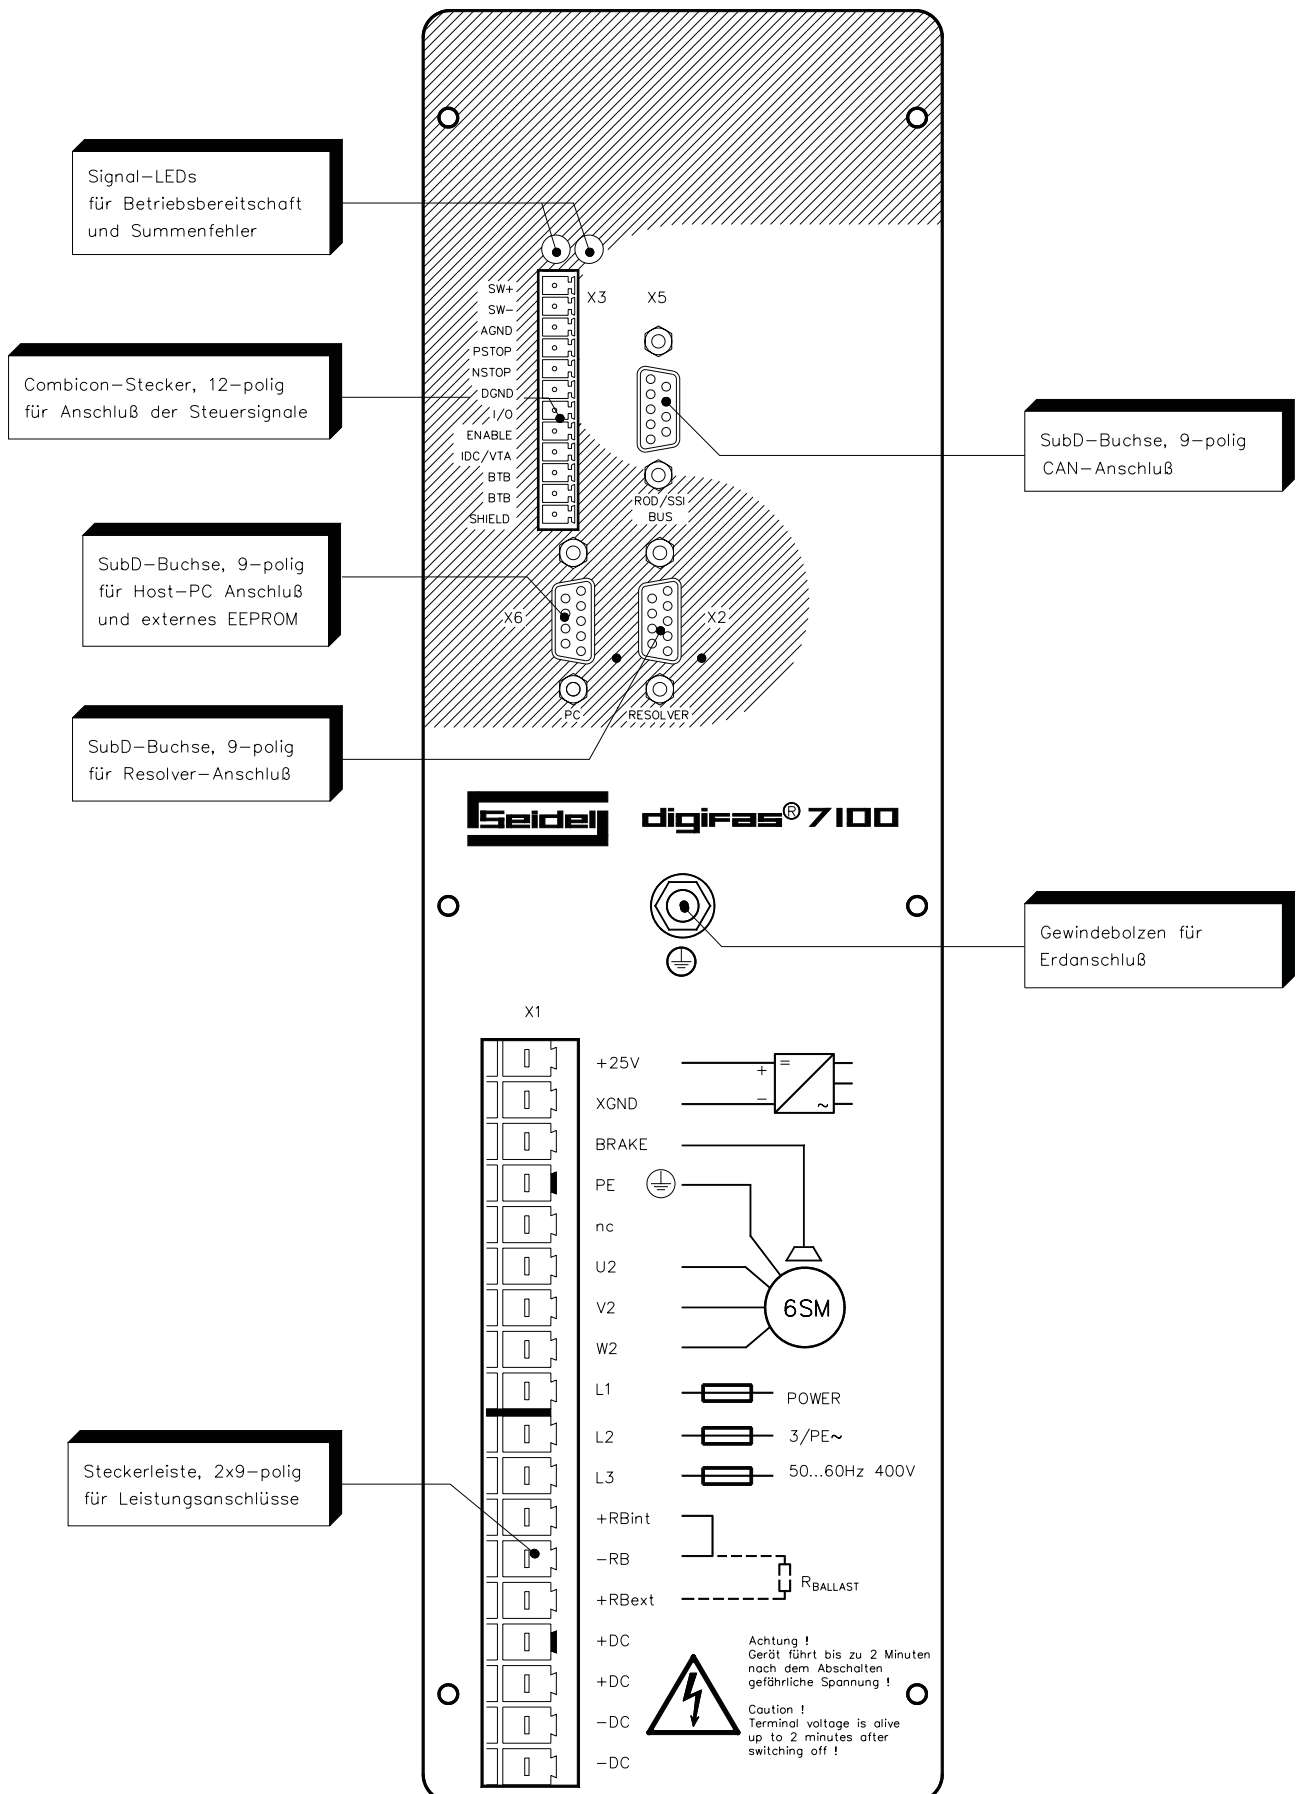 Signal-LEDs
für Betriebsbereitschaft
und Summenfehler
Combicon-Stecker, 12-polig
für Anschluß der Steuersignale
SubD-Buchse, 9-polig
für Host-PC Anschluß
und externes EEPROM
SubD-Buchse, 9-polig
für Resolver-Anschluß
SW+
SW-
AGND
PSTOP
NSTOP
DGND
I/O
ENABLE
IDC/VTA
BTB
BTB
SHIELD
X3
X5
ROD/SSI
BUS
SubD-Buchse, 9-polig
CAN-Anschluß
X6
X2
PC
RESOLVER
Seidel
digifas® 7100
Gewindebolzen für
Erdanschluß
X1
+25V
XGND
BRAKE
PE
nc
U2
V2
W2
L1
L2
L3
+RBint
-RB
+RBext
+DC
+DC
-DC
-DC
+
=
-
~
6SM
POWER
3/PE~
50...60Hz 400V
RBALLAST
Steckerleiste, 2x9-polig
für Leistungsanschlüsse
Achtung !
Gerät führt bis zu 2 Minuten
nach dem Abschalten
gefährliche Spannung !
Caution !
Terminal voltage is alive
up to 2 minutes after
switching off !